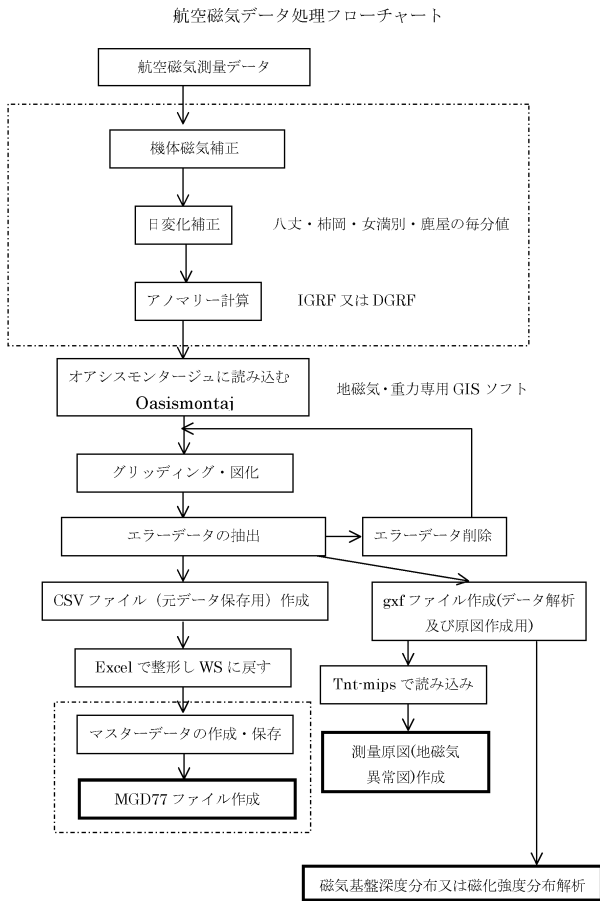 航空磁気データ処理フローチャート
航空磁気測量データ
機体磁気補正
日変化補正
八丈・柿岡・女満別・鹿屋の毎分値
アノマリー計算
IGRF 又は DGRF
オアシスモンタージュに読み込む
Oasismontaj
地磁気・重力専用 GIS ソフト
グリッディング・図化
エラーデータの抽出
エラーデータ削除
CSV ファイル（元データ保存用）作成
gxf ファイル作成(データ解析
及び原図作成用)
Excel で整形し WS に戻す
Tnt-mips で読み込み
マスターデータの作成・保存
測量原図(地磁気
異常図)作成
MGD77 ファイル作成
磁気基盤深度分布又は磁化強度分布解析